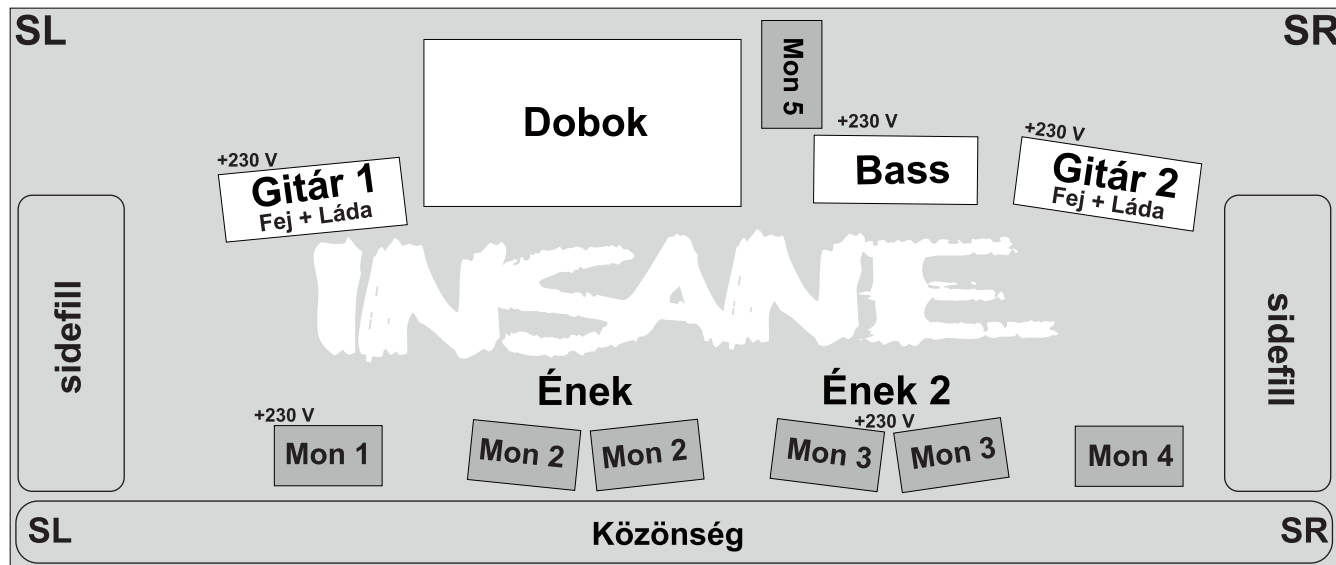 SL
SR
Mon 5
Dobok
+230 V
+230 V
+230 V
Gitár 1
Fej + Láda
Bass
Gitár 2
Fej + Láda
INSANE
sidefill
sidefill
Ének
Ének 2
+230 V
+230 V
Mon 1
Mon 2
Mon 2
Mon 3
Mon 3
Mon 4
SL
Közönség
SR